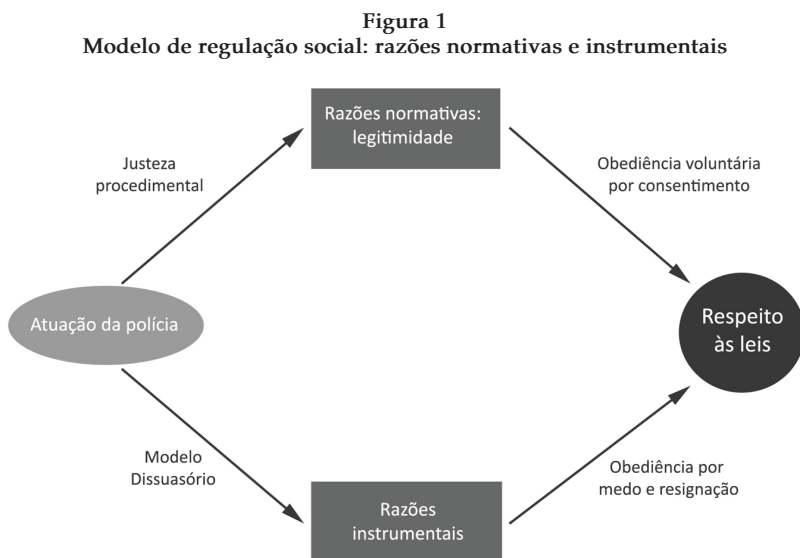 Figura 1
Modelo de regulação social: razões normativas e instrumentais
Razões normativas:
legitimidade
Justeza
procedimental
Obediência voluntária
por consentimento
Atuação da polícia
Respeito
às leis
Modelo
Dissuasório
Obediência por
medo e resignação
Razões
instrumentais